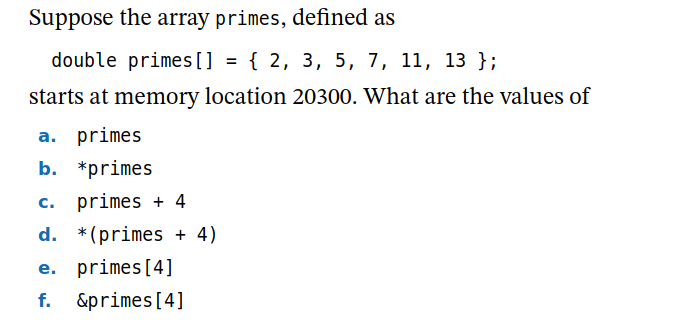 Suppose the array primes, defined as
double primes[] = { 2, 3, 5, 7, 11, 13 };
starts at memory location 20300. What are the values of
a. primes
b. *primes
c. primes + 4
d. *(primes + 4)
e. primes[4]
f. &primes[4]